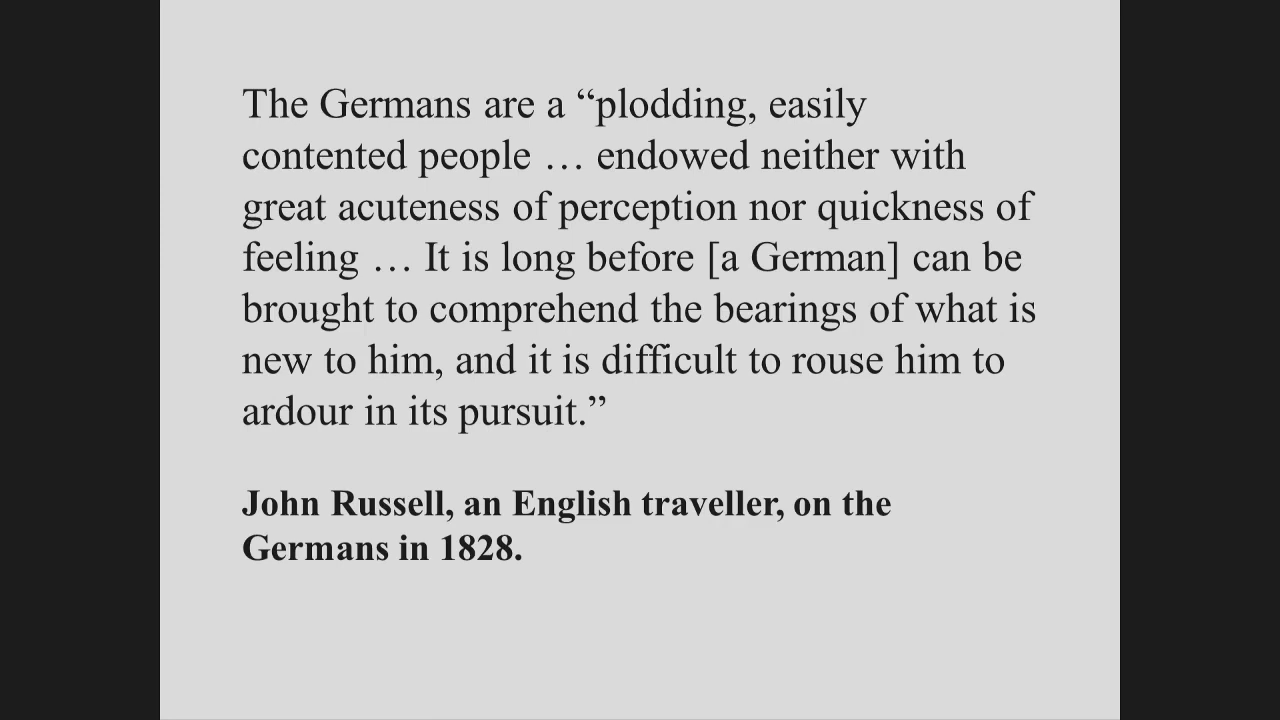 The Germans are a “plodding, easily
contented people … endowed neither with
great acuteness of perception nor quickness of
feeling … It is long before [a German] can be
brought to comprehend the bearings of what is
new to him, and it is difficult to rouse him to
ardour in its pursuit.”
John Russell, an English traveller, on the
Germans in 1828.